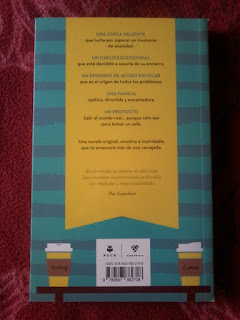 UNA CHICA VALIENTE
que lucha por superar un trastorno
de ansiedad.
UN CHICO EXCEPCIONAL
que está decidido a sacarla de su encierro.
UN EPISODIO DE ACOSO ESCOLAR
que es el origen de todos los problemas.
UNA FAMILIA
caótica, divertida y encantadora.
UN PROYECTO
Salir al mundo real... aunque solo sea
para tomar un café.
Una novela original, emotiva e inolvidable
que te arrancará más de una carcajada.
The Guardian
PUCK
Audrey
Linus